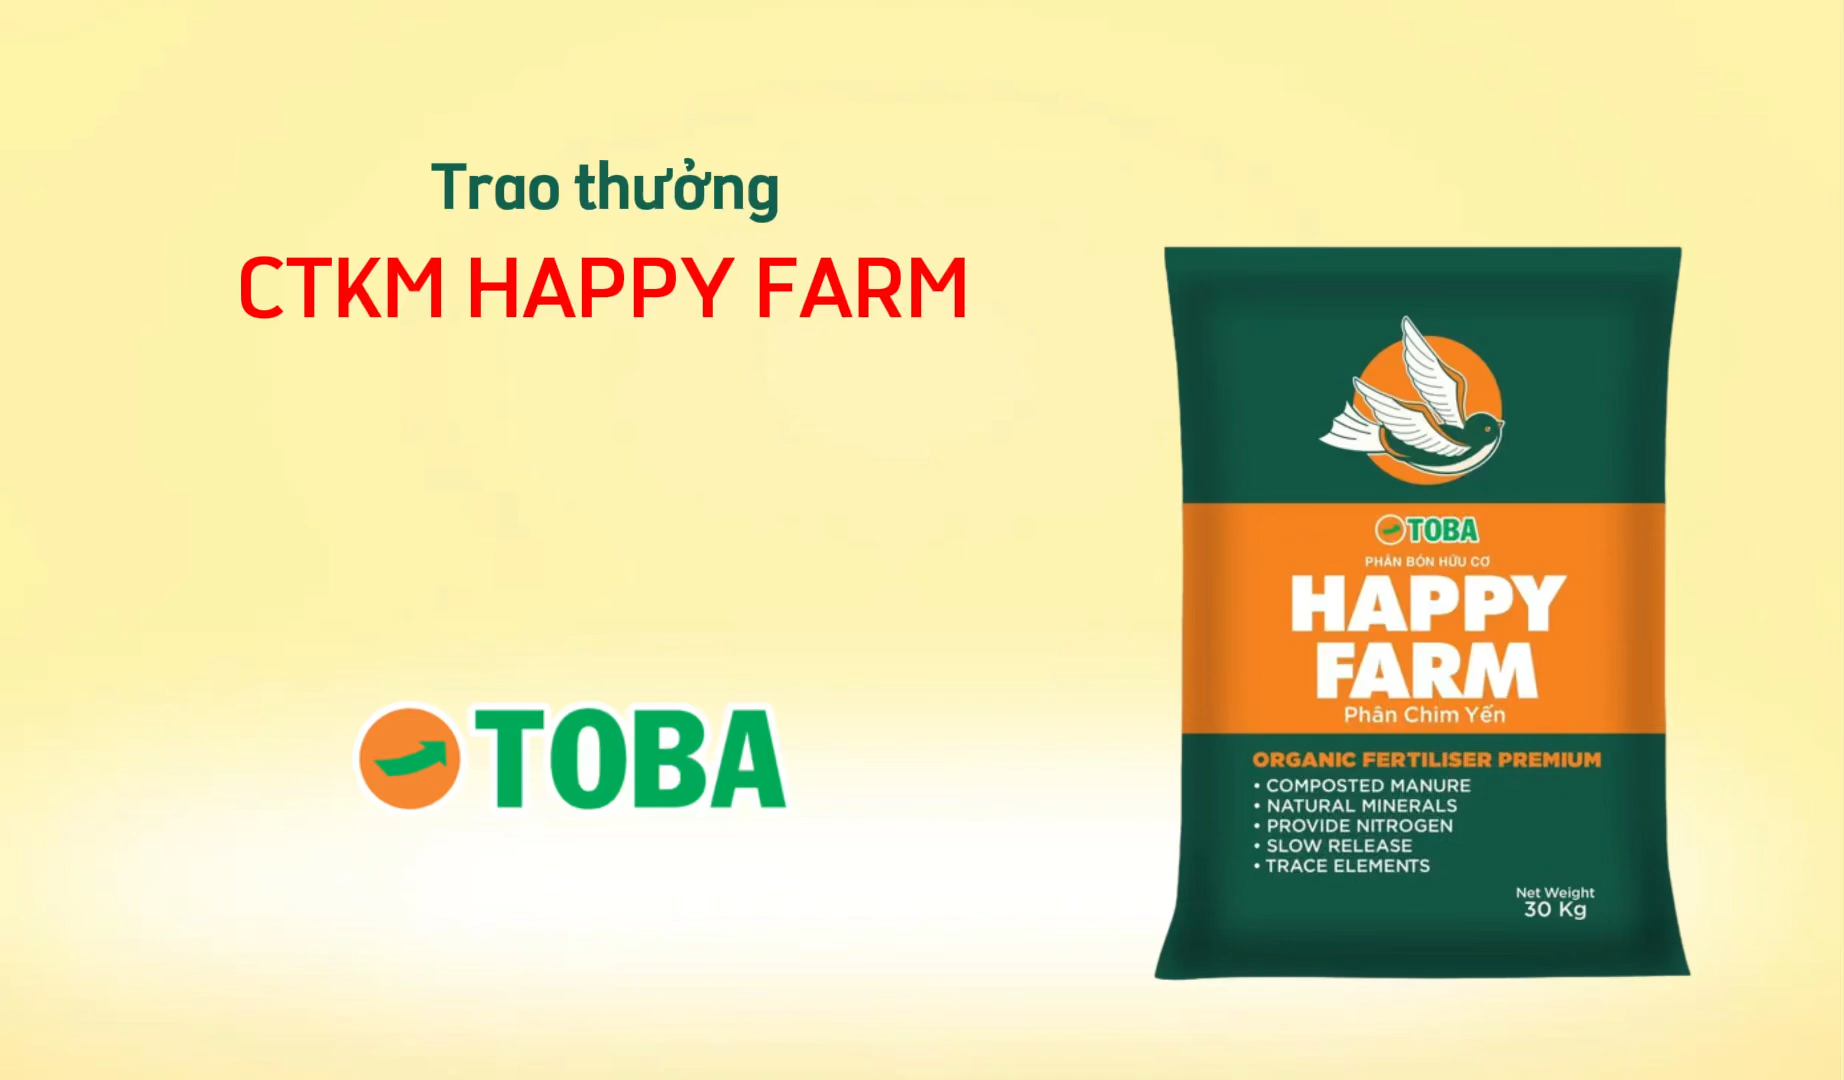 Trao thưởng
CTKM HAPPY FARM
TOBA
TOBA
PHÂN BÓN HỮU CƠ
HAPPY
FARM
Phân Chim Yến
ORGANIC FERTILISER PREMIUM
• COMPOSTED MANURE
• NATURAL MINERALS
• PROVIDE NITROGEN
• SLOW RELEASE
• TRACE ELEMENTS
Net Weight
30 Kg